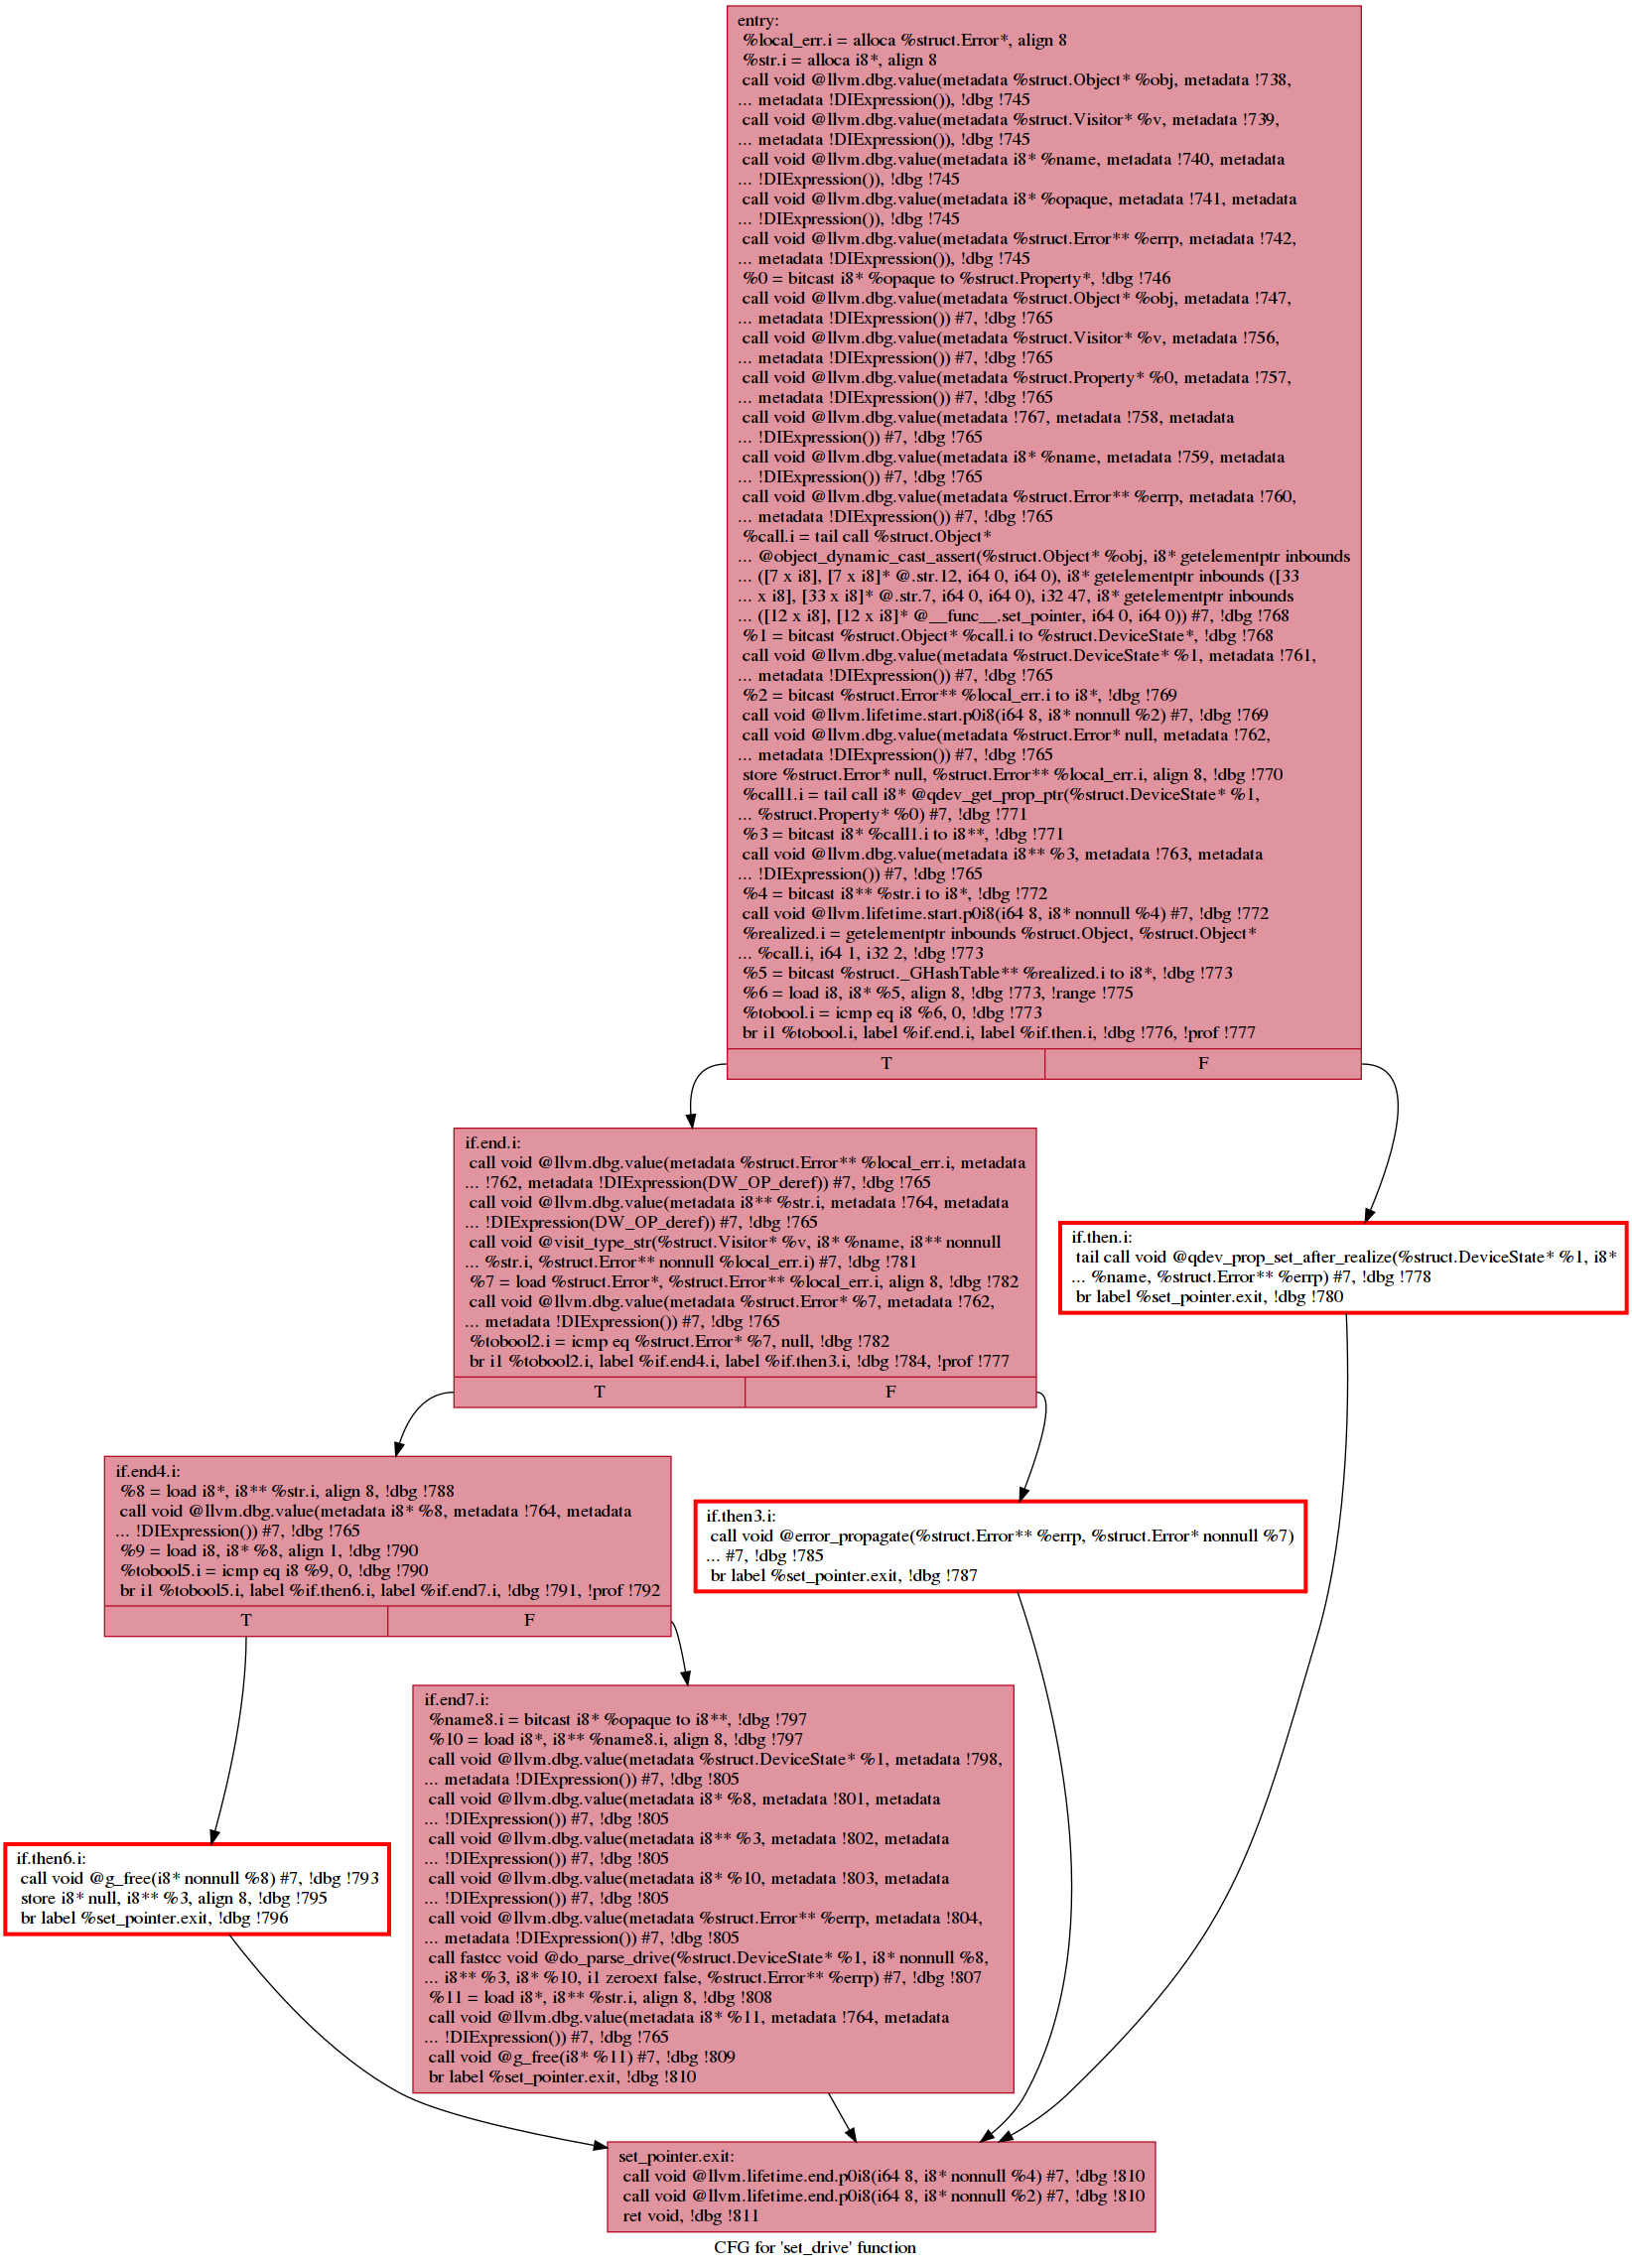 entry:
%local_err.i = alloca %struct.Error*, align 8
%str.i = alloca i8*, align 8
call void @llvm.dbg.value(metadata %struct.Object* %obj, metadata !738,
... metadata !DIExpression()), !dbg !745
call void @llvm.dbg.value(metadata %struct.Visitor* %v, metadata !739,
... metadata !DIExpression()), !dbg !745
call void @llvm.dbg.value(metadata i8* %name, metadata !740, metadata
... !DIExpression()), !dbg !745
call void @llvm.dbg.value(metadata i8* %opaque, metadata !741, metadata
... !DIExpression()), !dbg !745
call void @llvm.dbg.value(metadata %struct.Error** %errp, metadata !742,
... metadata !DIExpression()), !dbg !745
%0 = bitcast i8* %opaque to %struct.Property*, !dbg !746
call void @llvm.dbg.value(metadata %struct.Object* %obj, metadata !747,
... metadata !DIExpression()) #7, !dbg !765
call void @llvm.dbg.value(metadata %struct.Visitor* %v, metadata !756,
... metadata !DIExpression()) #7, !dbg !765
call void @llvm.dbg.value(metadata %struct.Property* %0, metadata !757,
... metadata !DIExpression()) #7, !dbg !765
call void @llvm.dbg.value(metadata !767, metadata !758, metadata
... !DIExpression()) #7, !dbg !765
call void @llvm.dbg.value(metadata i8* %name, metadata !759, metadata
... !DIExpression()) #7, !dbg !765
call void @llvm.dbg.value(metadata %struct.Error** %errp, metadata !760,
... metadata !DIExpression()) #7, !dbg !765
%call.i = tail call %struct.Object*
... @object_dynamic_cast_assert(%struct.Object* %obj, i8* getelementptr inbounds
... ([7 x i8], [7 x i8]* @.str.12, i64 0, i64 0), i8* getelementptr inbounds ([33
... x i8], [33 x i8]* @.str.7, i64 0, i64 0), i32 47, i8* getelementptr inbounds
... ([12 x i8], [12 x i8]* @__func__.set_pointer, i64 0, i64 0)) #7, !dbg !768
%1 = bitcast %struct.Object* %call.i to %struct.DeviceState*, !dbg !768
call void @llvm.dbg.value(metadata %struct.DeviceState* %1, metadata !761,
... metadata !DIExpression()) #7, !dbg !765
%2 = bitcast %struct.Error** %local_err.i to i8*, !dbg !769
call void @llvm.lifetime.start.p0i8(i64 8, i8* nonnull %2) #7, !dbg !769
call void @llvm.dbg.value(metadata %struct.Error* null, metadata !762,
... metadata !DIExpression()) #7, !dbg !765
store %struct.Error* null, %struct.Error** %local_err.i, align 8, !dbg !770
%call1.i = tail call i8* @qdev_get_prop_ptr(%struct.DeviceState* %1,
... %struct.Property* %0) #7, !dbg !771
%3 = bitcast i8* %call1.i to i8**, !dbg !771
call void @llvm.dbg.value(metadata i8** %3, metadata !763, metadata
... !DIExpression()) #7, !dbg !765
%4 = bitcast i8** %str.i to i8*, !dbg !772
call void @llvm.lifetime.start.p0i8(i64 8, i8* nonnull %4) #7, !dbg !772
%realized.i = getelementptr inbounds %struct.Object, %struct.Object*
... %call.i, i64 1, i32 2, !dbg !773
%5 = bitcast %struct._GHashTable** %realized.i to i8*, !dbg !773
%6 = load i8, i8* %5, align 8, !dbg !773, !range !775
%tobool.i = icmp eq i8 %6, 0, !dbg !773
br i1 %tobool.i, label %if.end.i, label %if.then.i, !dbg !776, !prof !777
T F
if.end.i:
call void @llvm.dbg.value(metadata %struct.Error** %local_err.i, metadata
... !762, metadata !DIExpression(DW_OP_deref)) #7, !dbg !765
call void @llvm.dbg.value(metadata i8** %str.i, metadata !764, metadata
... !DIExpression(DW_OP_deref)) #7, !dbg !765
call void @visit_type_str(%struct.Visitor* %v, i8* %name, i8** nonnull
... %str.i, %struct.Error** nonnull %local_err.i) #7, !dbg !781
%7 = load %struct.Error*, %struct.Error** %local_err.i, align 8, !dbg !782
call void @llvm.dbg.value(metadata %struct.Error* %7, metadata !762,
... metadata !DIExpression()) #7, !dbg !765
%tobool2.i = icmp eq %struct.Error* %7, null, !dbg !782
br i1 %tobool2.i, label %if.end4.i, label %if.then3.i, !dbg !784, !prof !777
T F
if.then.i:
tail call void @qdev_prop_set_after_realize(%struct.DeviceState* %1, i8*
... %name, %struct.Error** %errp) #7, !dbg !778
br label %set_pointer.exit, !dbg !780
if.end4.i:
%8 = load i8*, i8** %str.i, align 8, !dbg !788
call void @llvm.dbg.value(metadata i8* %8, metadata !764, metadata
... !DIExpression()) #7, !dbg !765
%9 = load i8, i8* %8, align 1, !dbg !790
%tobool5.i = icmp eq i8 %9, 0, !dbg !790
br i1 %tobool5.i, label %if.then6.i, label %if.end7.i, !dbg !791, !prof !792
T F
if.then3.i:
call void @error_propagate(%struct.Error** %errp, %struct.Error* nonnull %7)
... #7, !dbg !785
br label %set_pointer.exit, !dbg !787
if.end7.i:
%name8.i = bitcast i8* %opaque to i8**, !dbg !797
%10 = load i8*, i8** %name8.i, align 8, !dbg !797
call void @llvm.dbg.value(metadata %struct.DeviceState* %1, metadata !798,
... metadata !DIExpression()) #7, !dbg !805
call void @llvm.dbg.value(metadata i8* %8, metadata !801, metadata
... !DIExpression()) #7, !dbg !805
call void @llvm.dbg.value(metadata i8** %3, metadata !802, metadata
... !DIExpression()) #7, !dbg !805
call void @llvm.dbg.value(metadata i8* %10, metadata !803, metadata
... !DIExpression()) #7, !dbg !805
call void @llvm.dbg.value(metadata %struct.Error** %errp, metadata !804,
... metadata !DIExpression()) #7, !dbg !805
call fastcc void @do_parse_drive(%struct.DeviceState* %1, i8* nonnull %8,
... i8** %3, i8* %10, i1 zeroext false, %struct.Error** %errp) #7, !dbg !807
%11 = load i8*, i8** %str.i, align 8, !dbg !808
call void @llvm.dbg.value(metadata i8* %11, metadata !764, metadata
... !DIExpression()) #7, !dbg !765
call void @g_free(i8* %11) #7, !dbg !809
br label %set_pointer.exit, !dbg !810
if.then6.i:
call void @g_free(i8* nonnull %8) #7, !dbg !793
store i8* null, i8** %3, align 8, !dbg !795
br label %set_pointer.exit, !dbg !796
set_pointer.exit:
call void @llvm.lifetime.end.p0i8(i64 8, i8* nonnull %4) #7, !dbg !810
call void @llvm.lifetime.end.p0i8(i64 8, i8* nonnull %2) #7, !dbg !810
ret void, !dbg !811
CFG for 'set_drive' function